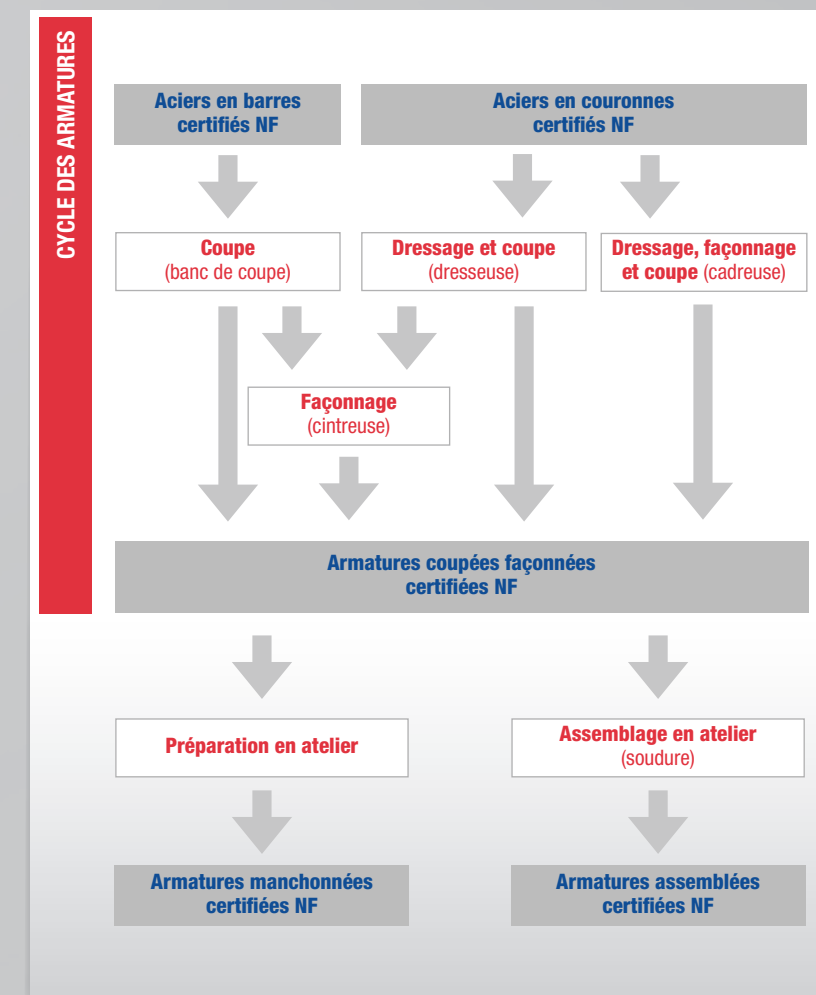 CYCLE DES ARMATURES
Aciers en barres
certifiés NF
Aciers en couronnes
certifiés NF
Coupe
(banc de coupe)
Dressage et coupe
(dresseuse)
Dressage, façonnage
et coupe (cadreuse)
Façonnage
(cintreuse)
Armatures coupées façonnées
certifiées NF
Préparation en atelier
Assemblage en atelier
(soudure)
Armatures manchonnées
certifiées NF
Armatures assemblées
certifiées NF